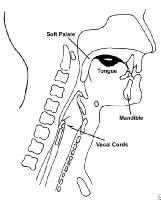 Soft Palate
Tongue
Mandible
Vocal Cords